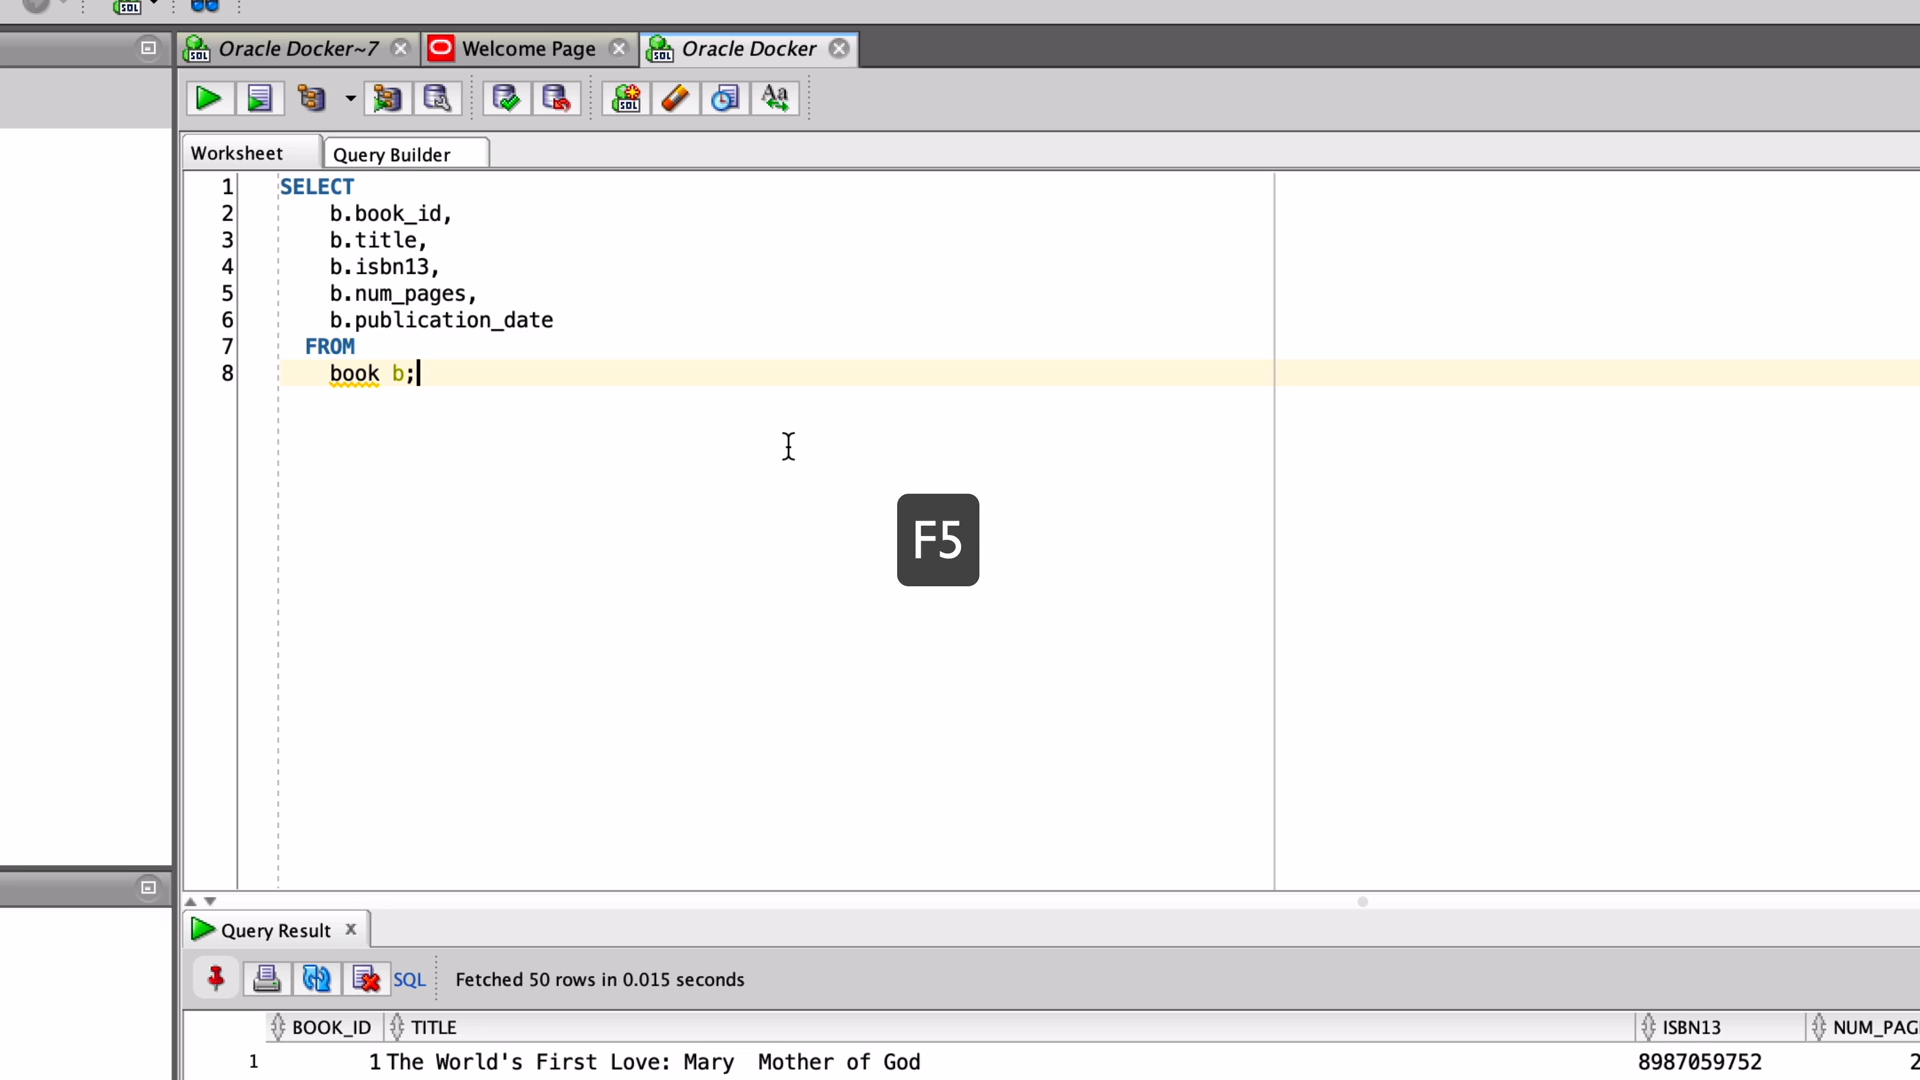 SQL
Oracle Docker~7
Welcome Page
Oracle Docker
Worksheet
Query Builder
1 SELECT
2 b.book_id,
3 b.title,
4 b.isbn13,
5 b.num_pages,
6 b.publication_date
7 FROM
8 book b;
F5
Query Result x
SQL
Fetched 50 rows in 0.015 seconds
BOOK_ID TITLE ISBN13 NUM_PAG
1 1 The World's First Love: Mary Mother of God 8987059752 2